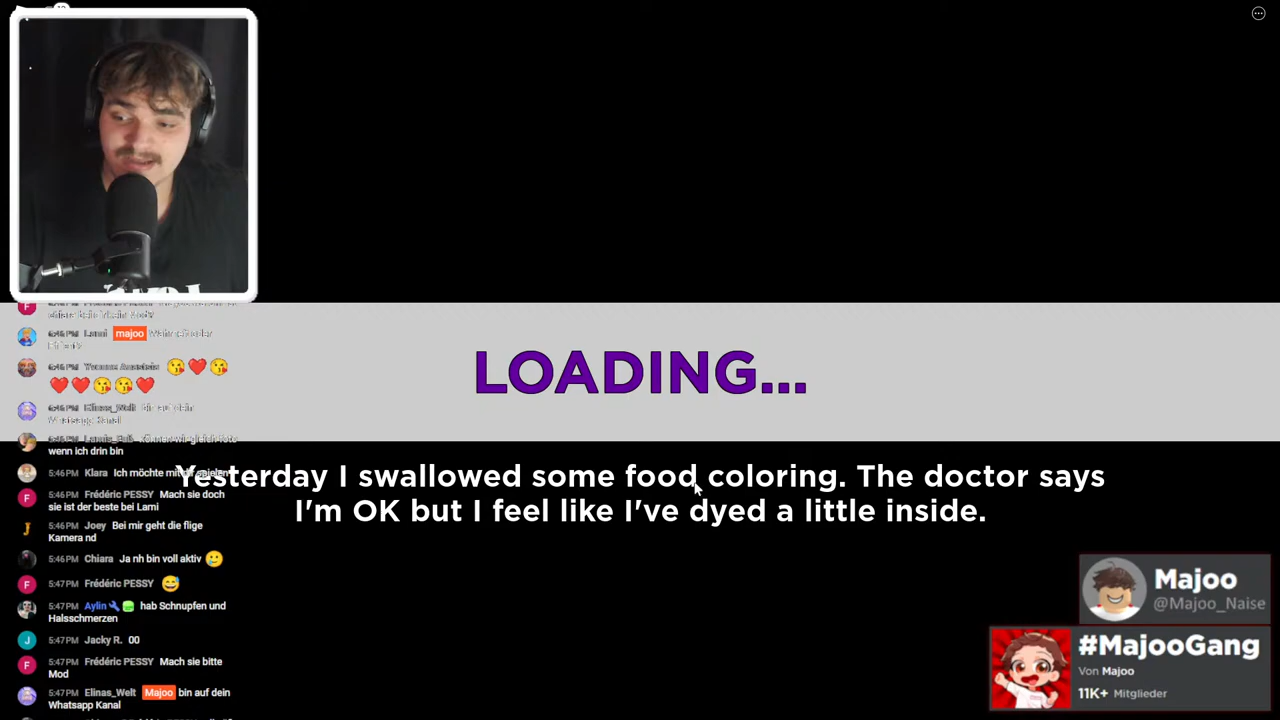 LOADING...
Yesterday I swallowed some food coloring. The doctor says
I'm OK but I feel like I've dyed a little inside.
majoo
wenn ich drin bin
5:46 PM Klara Ich möchte mit
5:46 PM Frédéric PESSY Mach sie doch
sie ist der beste bei Lami
5:46 PM Joey Bei mir geht die flige
Kamera nd
5:46 PM Chiara Ja nh bin voll aktiv 🥲
5:47 PM Frédéric PESSY 😅
5:47 PM Aylin hab Schnupfen und
Halsschmerzen
5:47 PM Jacky R. 00
5:47 PM Frédéric PESSY Mach sie bitte
Mod
5:47 PM Elinas_Welt Majoo bin auf dein
Whatsapp Kanal
Majoo
@Majoo_Naise
#MajooGang
Von Majoo
11K+ Mitglieder